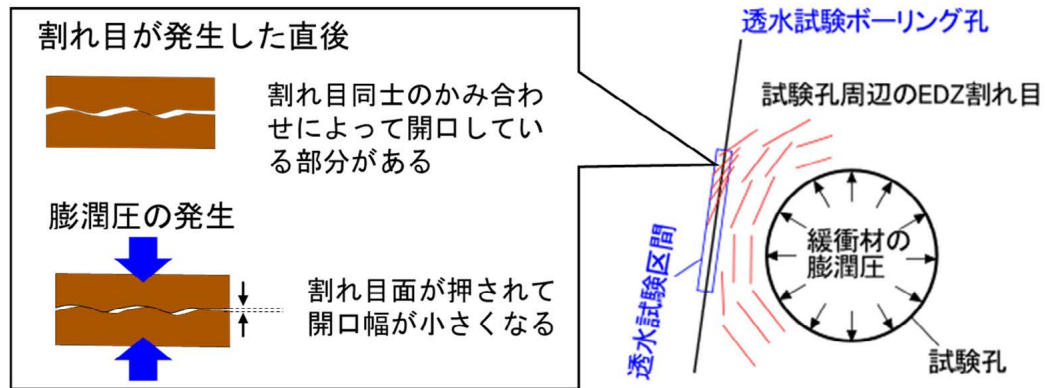 割れ目が発生した直後
割れ目同士のかみ合わ
せによって開口してい
る部分がある
膨潤圧の発生
割れ目面が押されて
開口幅が小さくなる
透水試験ボーリング孔
試験孔周辺のEDZ割れ目
透水試験区間
緩衝材の
膨潤圧
試験孔